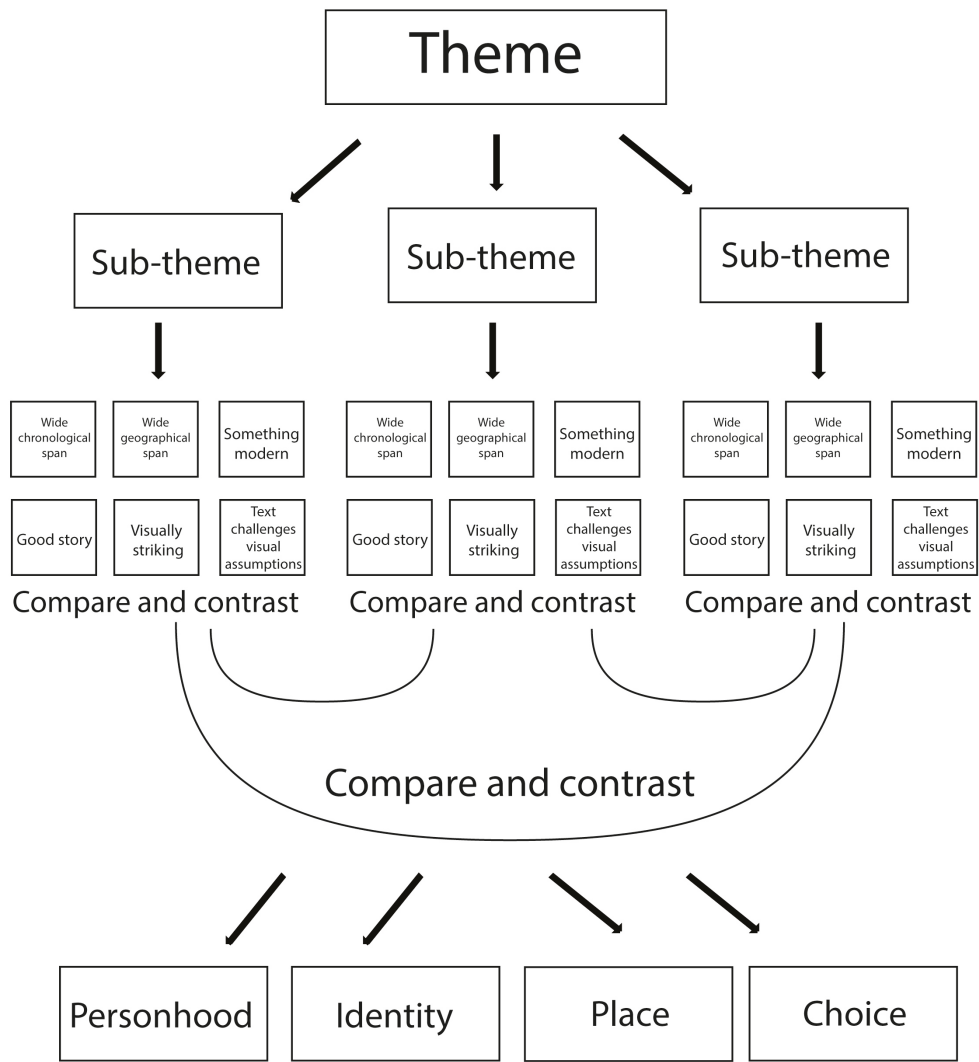 Theme
Sub-theme
Sub-theme
Sub-theme
Wide
chronological
span
Wide
geographical
span
Something
modern
Good story
Visually
striking
Text
challenges
visual
assumptions
Compare and contrast
Wide
chronological
span
Wide
geographical
span
Something
modern
Good story
Visually
striking
Text
challenges
visual
assumptions
Compare and contrast
Wide
chronological
span
Wide
geographical
span
Something
modern
Good story
Visually
striking
Text
challenges
visual
assumptions
Compare and contrast
Compare and contrast
Personhood
Identity
Place
Choice